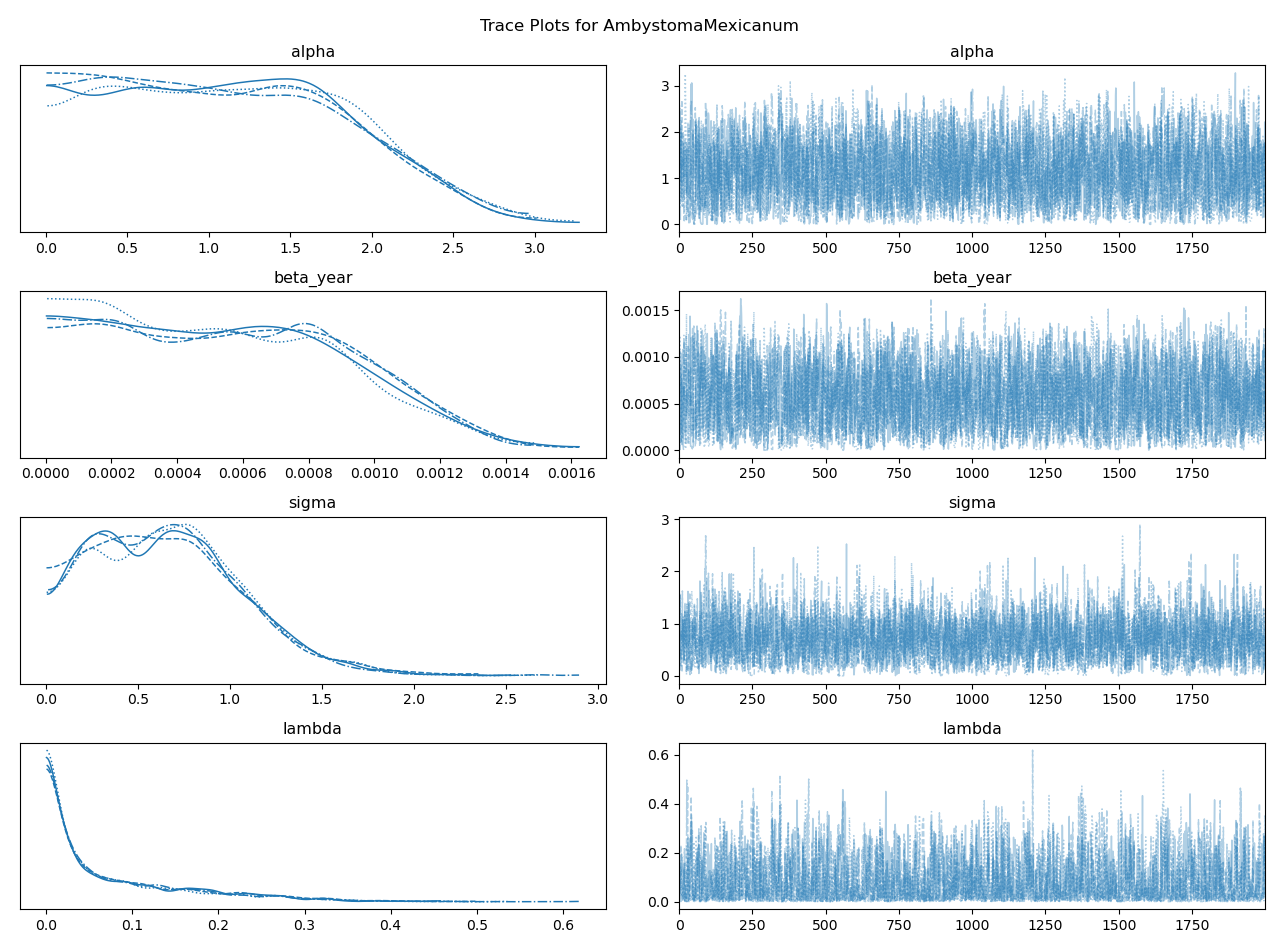 Trace Plots for AmbystomaMexicanum
alpha
0.0 0.5 1.0 1.5 2.0 2.5 3.0
alpha
3
2
1
0
0 250 500 750 1000 1250 1500 1750
beta_year
0.0000 0.0002 0.0004 0.0006 0.0008 0.0010 0.0012 0.0014 0.0016
beta_year
0.0015
0.0010
0.0005
0.0000
0 250 500 750 1000 1250 1500 1750
sigma
0.0 0.5 1.0 1.5 2.0 2.5 3.0
sigma
3
2
1
0
0 250 500 750 1000 1250 1500 1750
lambda
0.0 0.1 0.2 0.3 0.4 0.5 0.6
lambda
0.6
0.4
0.2
0.0
0 250 500 750 1000 1250 1500 1750